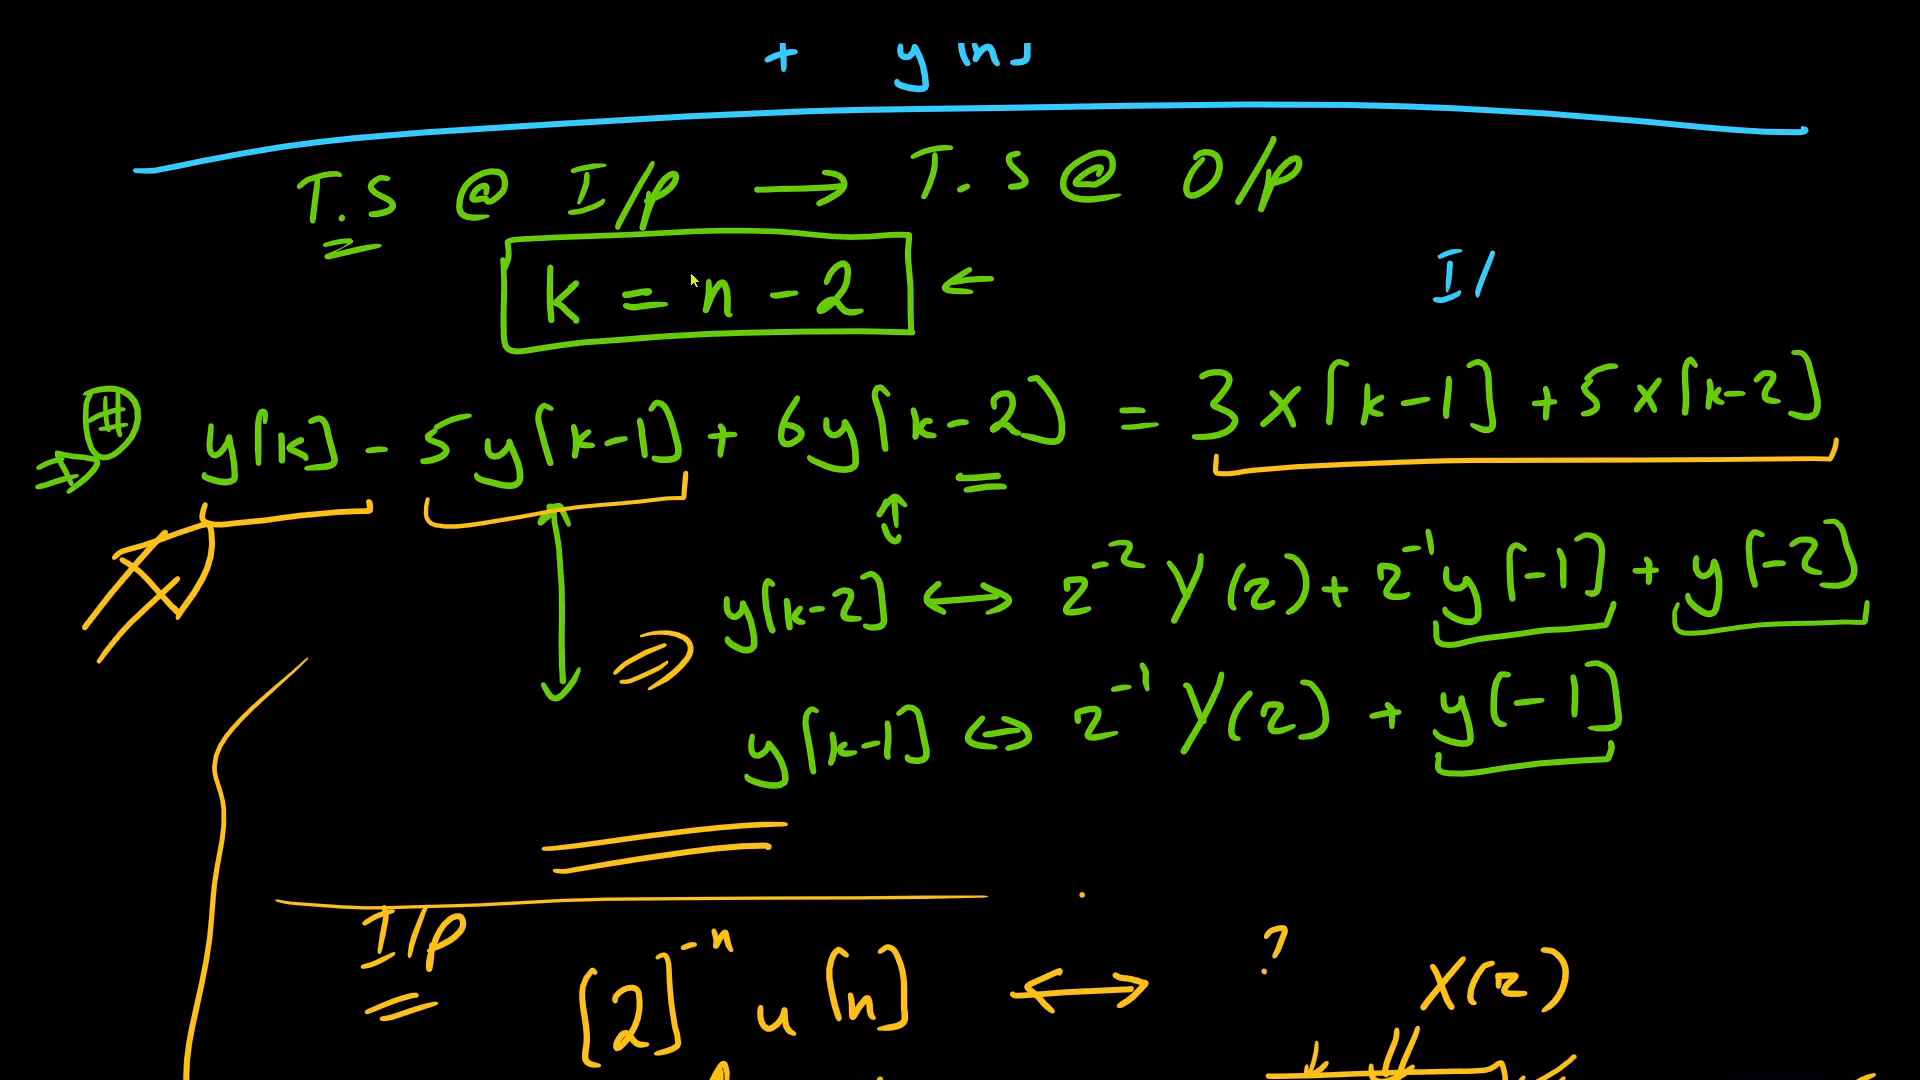 + y[n]
T.S @ I/p → T.S @ O/p
k = n - 2 ←
I/
# y[k] - 5y[k-1] + 6y[k-2] = 3x[k-1] + 5x[k-2]
y[k-2] ↔ z⁻² Y(z) + z⁻¹ y[-1] + y[-2]
y[k-1] ↔ z⁻¹ Y(z) + y[-1]
I/p
[2]⁻ⁿ u[n] ↔ ? X(z)